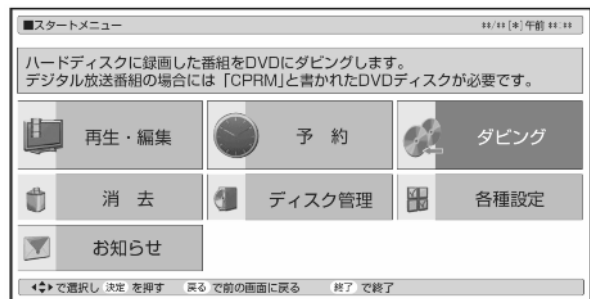 ■スタートメニュー
##/##[*]午前 ##:##
ハードディスクに録画した番組をDVDにダビングします。
デジタル放送番組の場合には「CPRM」と書かれたDVDディスクが必要です。
再生・編集
予 約
ダビング
消 去
ディスク管理
各種設定
お知らせ
で選択し 決定 を押す 戻る で前の画面に戻る 終了 で終了